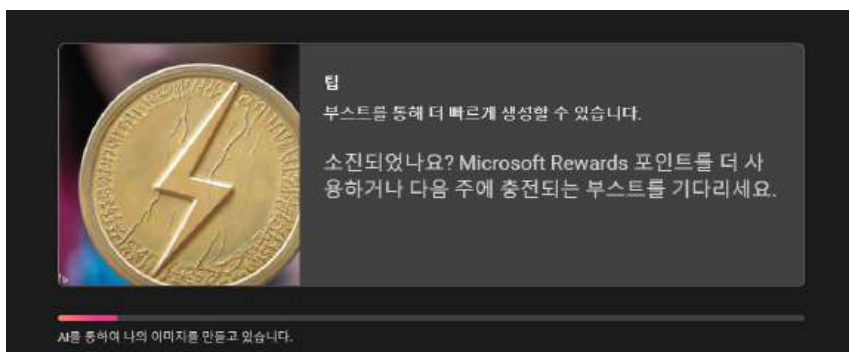 팁
부스트를 통해 더 빠르게 생성할 수 있습니다.
소진되었나요? Microsoft Rewards 포인트를 더 사
용하거나 다음 주에 충전되는 부스트를 기다리세요.
AI를 통하여 나의 이미지를 만들고 있습니다.